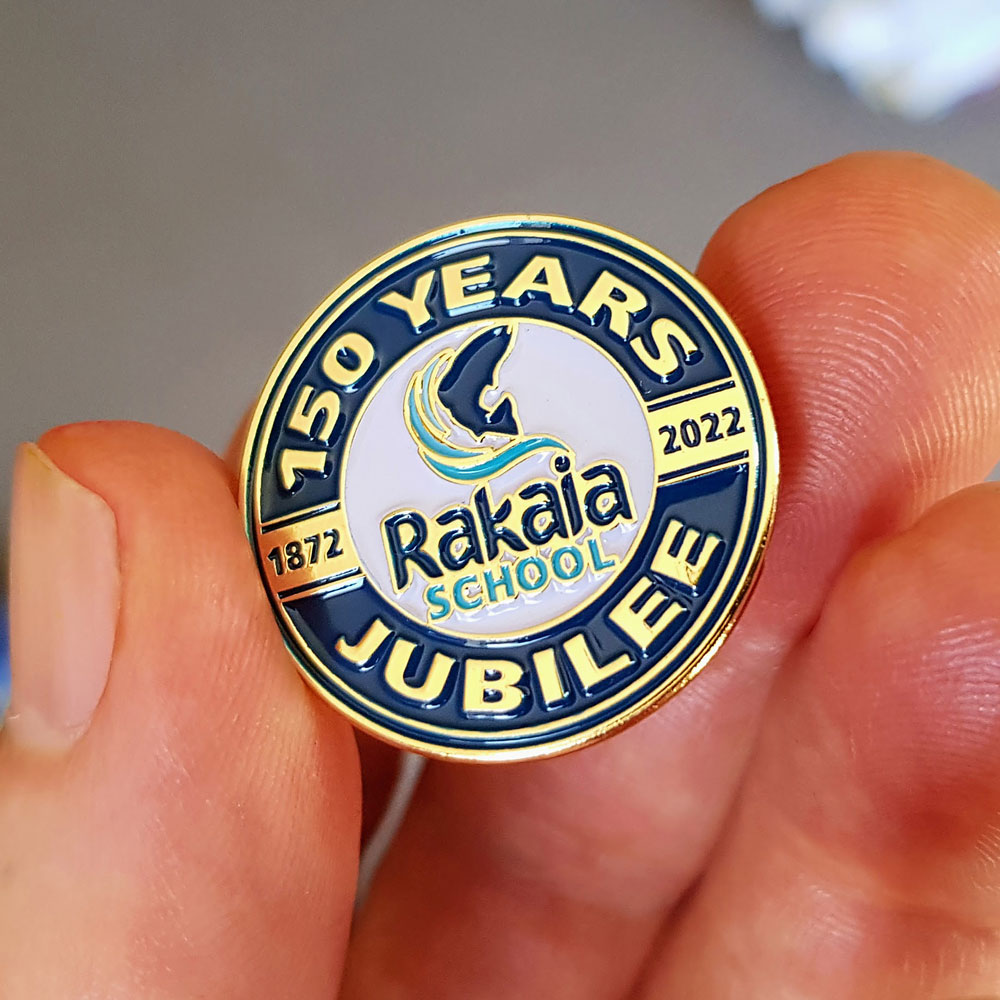 150 YEARS
1872
2022
Rakaia
SCHOOL
JUBILEE